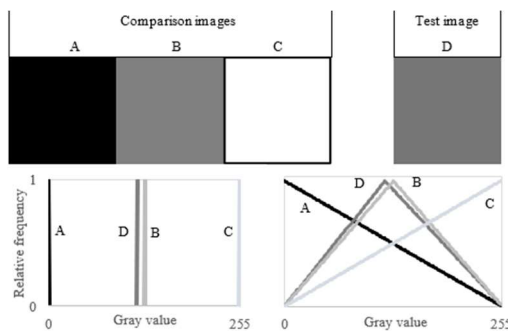 Comparison images
Test image
A B C
D
Relative frequency
1
0
A D B C
0 Gray value 255
D B
A C
0 Gray value 255